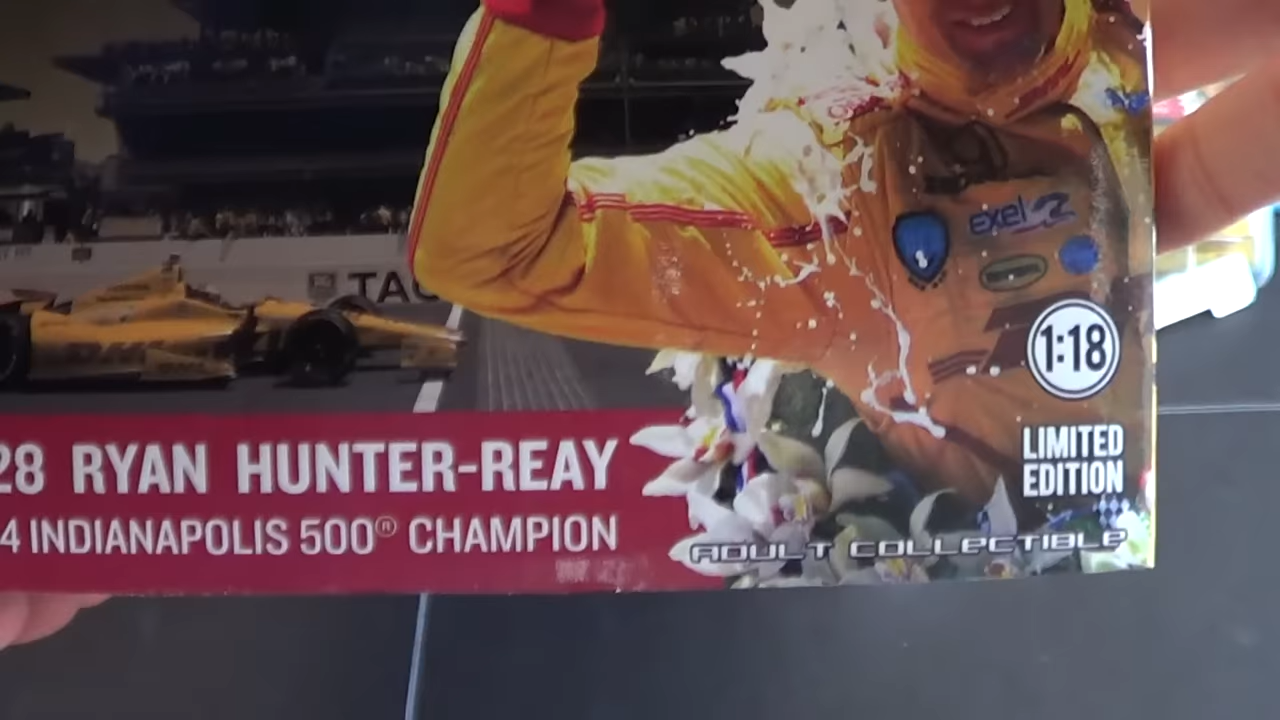 TAG
exel
1:18
LIMITED
EDITION
28 RYAN HUNTER-REAY
4 INDIANAPOLIS 500® CHAMPION
ADULT COLLECTIBLE